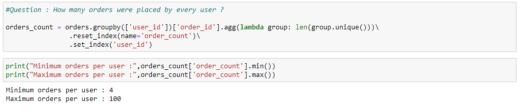 #Question : How many orders were placed by every user ?
orders_count = orders.groupby(['user_id'])['order_id'].agg(lambda group: len(group.unique()))\
.reset_index(name='order_count')\
.set_index('user_id')
print("Minimum orders per user :",orders_count['order_count'].min())
print("Maximum orders per user :",orders_count['order_count'].max())
Minimum orders per user : 4
Maximum orders per user : 100